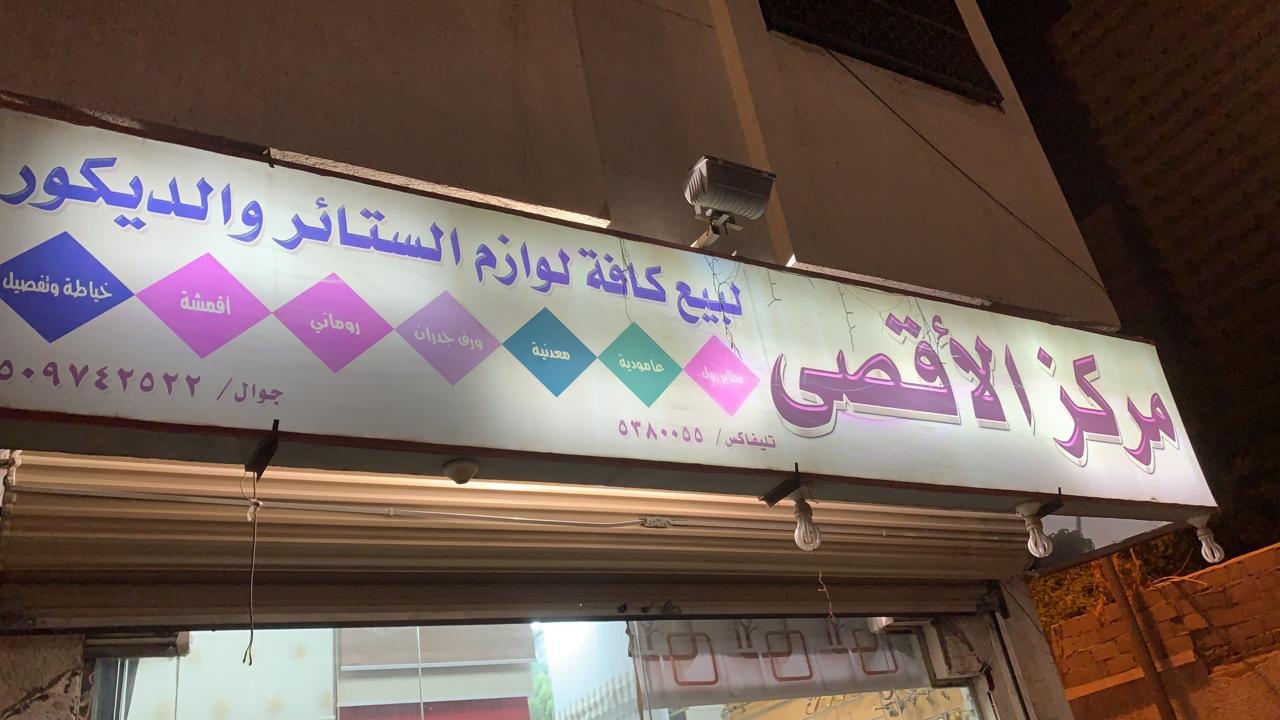 مركز الأقصى
لبيع كافة لوازم الستائر والديكور
ستائر رول
عامودية
معدنية
ورق جدران
روماني
أقمشة
خياطة وتفصيل
تليفاكس/ ٥٣٨٠٠٥٥
جوال/ ٥٠٩٧٤٢٥٢٢